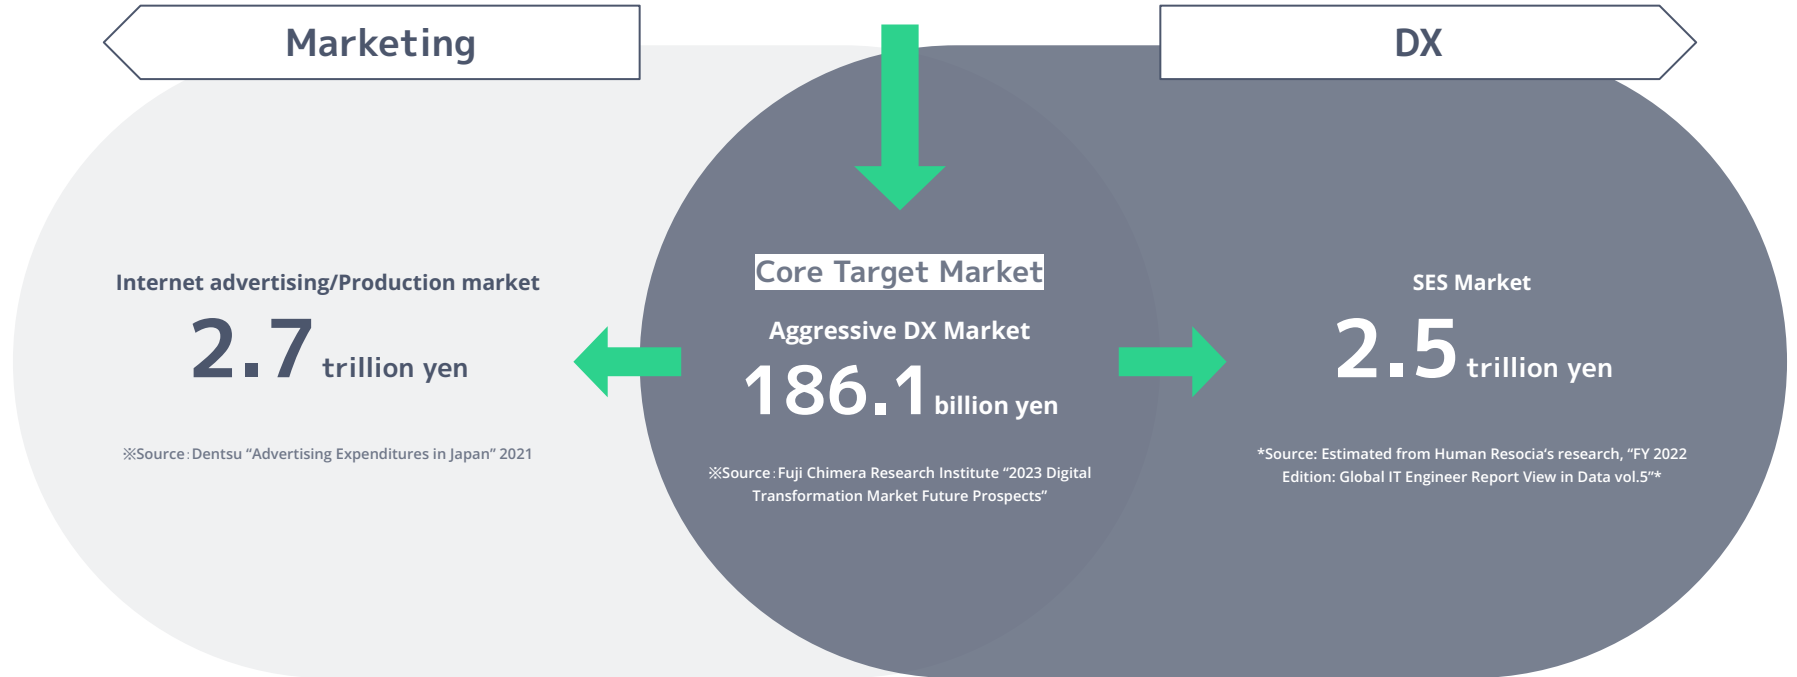 Marketing
DX
Internet advertising/Production market
2.7 trillion yen
※Source：Dentsu “Advertising Expenditures in Japan” 2021
Core Target Market
Aggressive DX Market
186.1 billion yen
※Source：Fuji Chimera Research Institute “2023 Digital
Transformation Market Future Prospects”
SES Market
2.5 trillion yen
*Source: Estimated from Human Resocia’s research, “FY 2022
Edition: Global IT Engineer Report View in Data vol.5”*